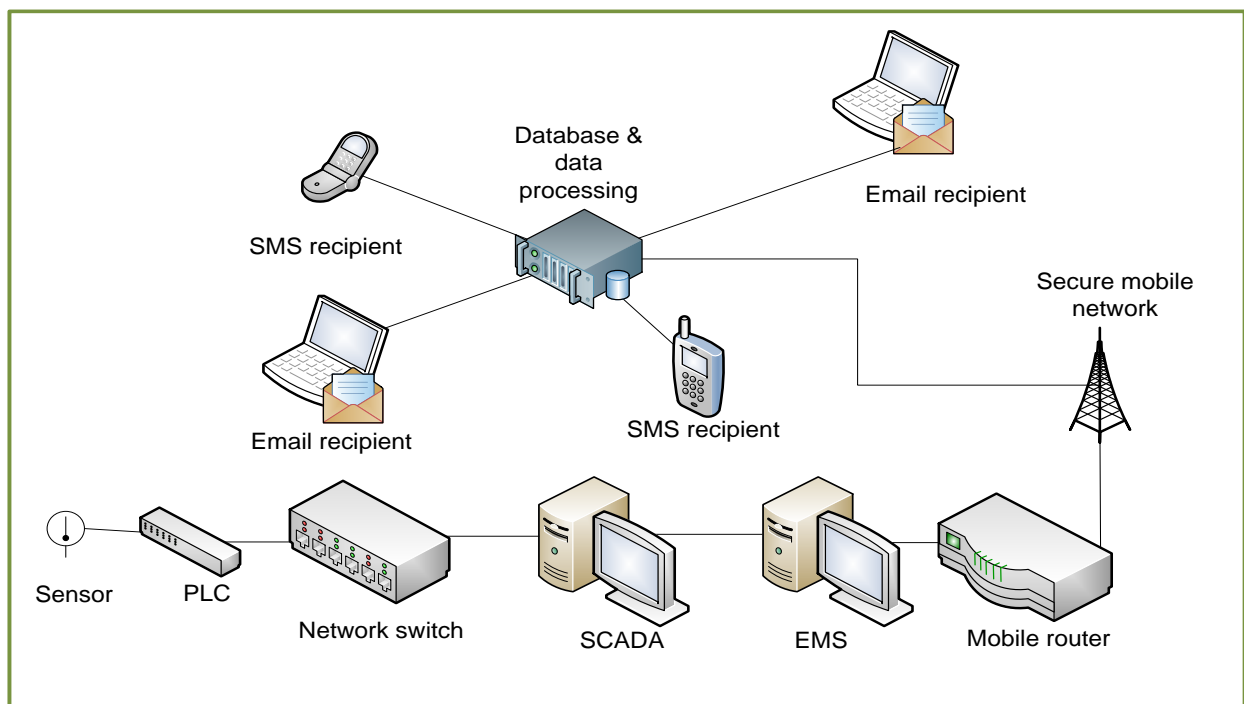 Database &
data
processing
Email recipient
SMS recipient
Secure mobile
network
Email recipient
SMS recipient
Sensor
PLC
Network switch
SCADA
EMS
Mobile router